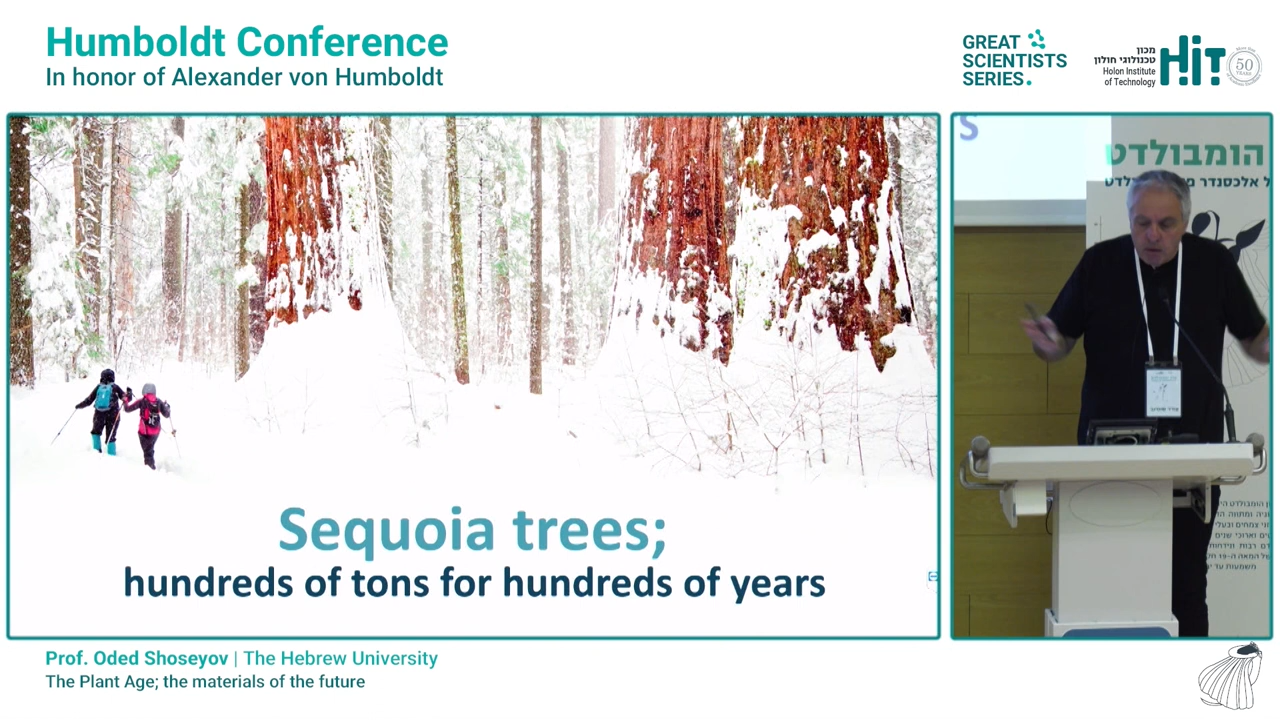 Humboldt Conference
In honor of Alexander von Humboldt
GREAT
SCIENTISTS
SERIES.
מכון
טכנולוגי חולון
Holon Institute
of Technology
HiT
50
YEARS
Sequoia trees;
hundreds of tons for hundreds of years
S
הומבולדט
ל אלכסנדר
Prof. Oded Shoseyov | The Hebrew University
The Plant Age; the materials of the future